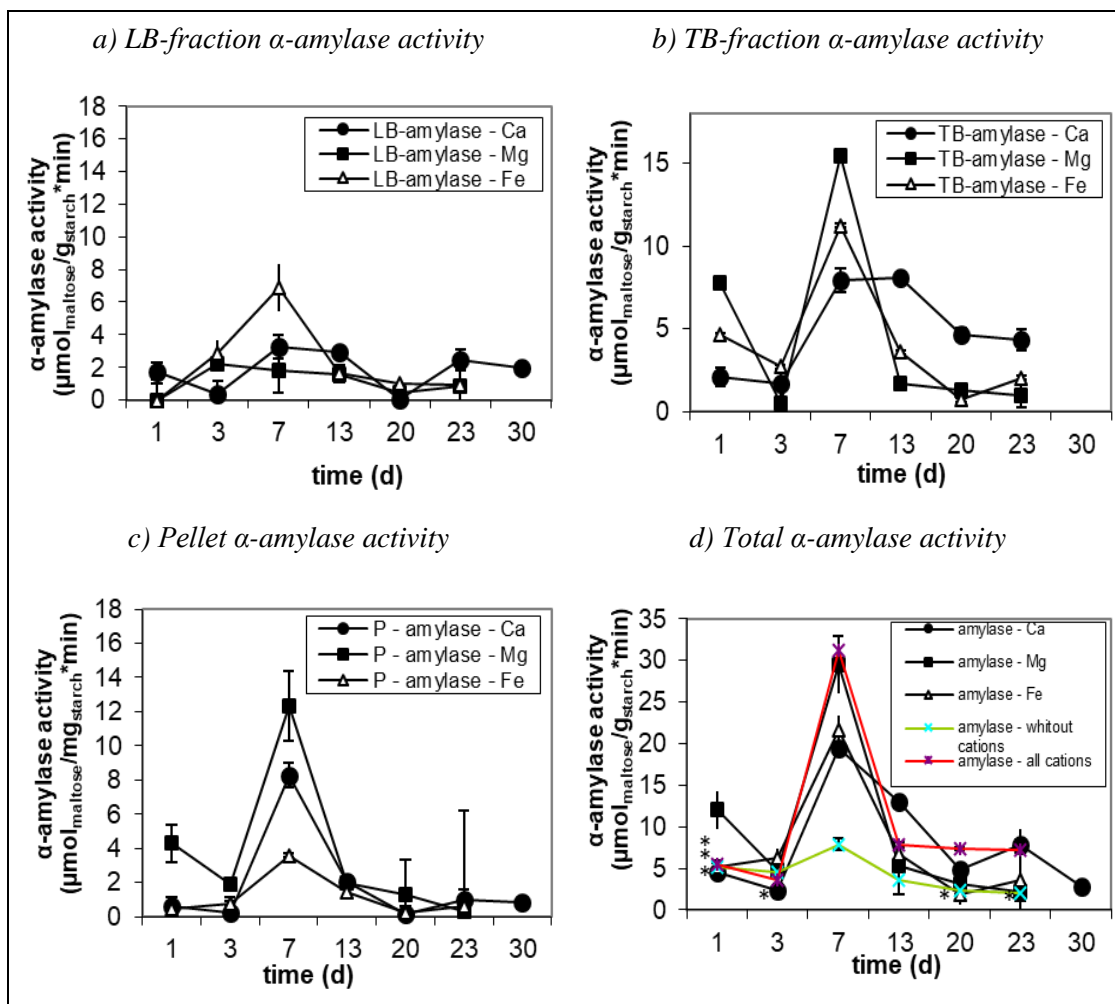 a) LB-fraction α-amylase activity
α-amylase activity
(µmolmaltose/gstarch*min)
18
16
14
12
10
8
6
4
2
0
LB-amylase - Ca
LB-amylase - Mg
LB-amylase - Fe
1 3 7 13 20 23 30
time (d)
b) TB-fraction α-amylase activity
α-amylase activity
(µmolmaltose/gstarch*min)
15
10
5
0
TB-amylase - Ca
TB-amylase - Mg
TB-amylase - Fe
1 3 7 13 20 23 30
time (d)
c) Pellet α-amylase activity
α-amylase activity
(µmolmaltose/mgstarch*min)
18
16
14
12
10
8
6
4
2
0
P - amylase - Ca
P - amylase - Mg
P - amylase - Fe
1 3 7 13 20 23 30
time (d)
d) Total α-amylase activity
α-amylase activity
(µmolmaltose/gstarch*min)
35
30
25
20
15
10
5
0
amylase - Ca
amylase - Mg
amylase - Fe
amylase - whitout
cations
amylase - all cations
*
*
*
*
*
*
1 3 7 13 20 23 30
time (d)